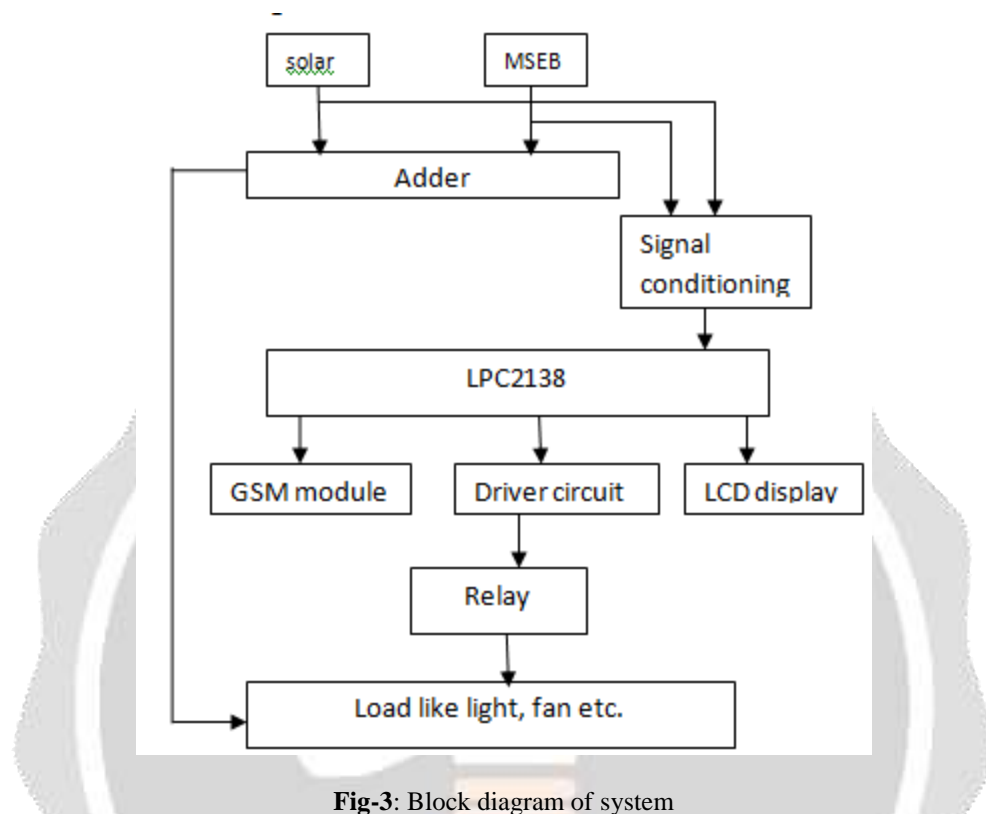 solar
MSEB
Adder
Signal
conditioning
LPC2138
GSM module
Driver circuit
LCD display
Relay
Load like light, fan etc.
Fig-3: Block diagram of system